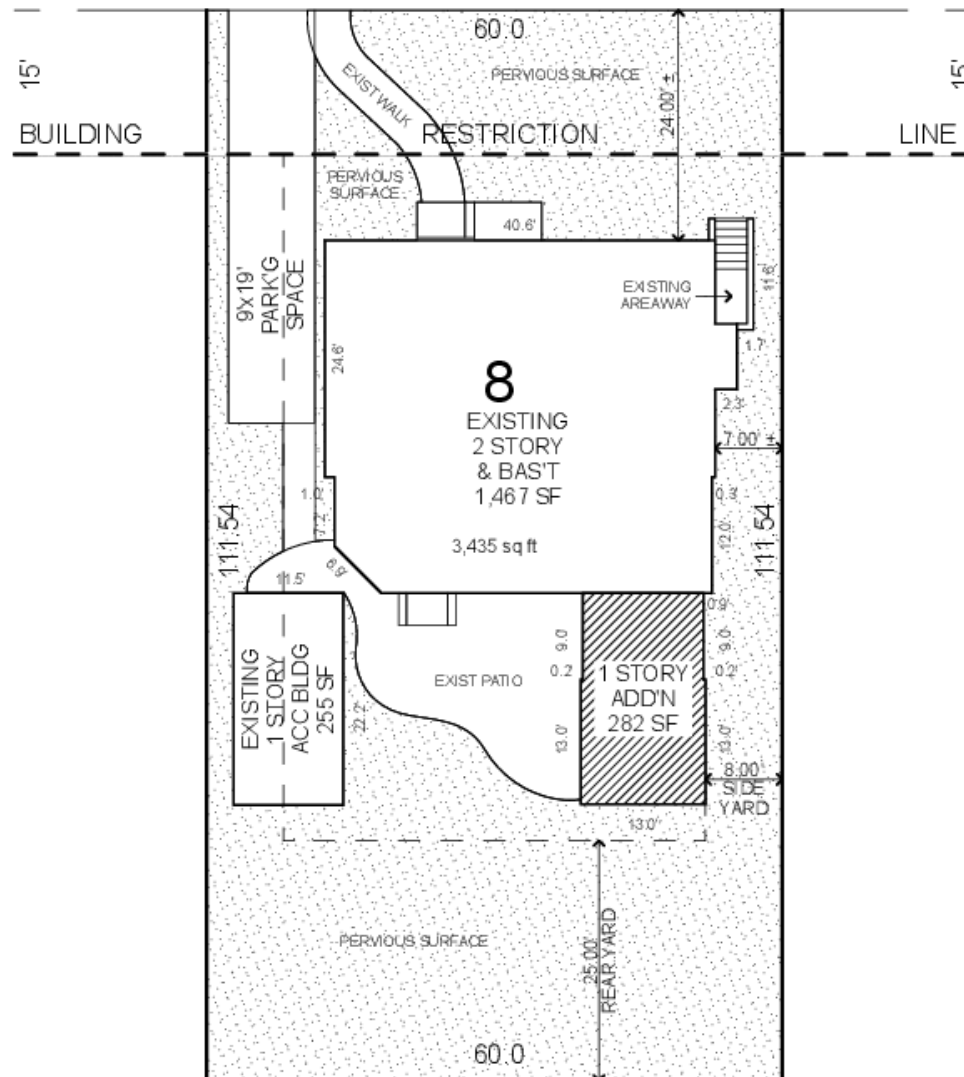 60.0
15'
15'
EXIST WALK
PERVIOUS SURFACE
24.00' ±
BUILDING
RESTRICTION
LINE
PERVIOUS
SURFACE
40.6'
9'x19'
PARK'G
SPACE
EXISTING
AREAWAY
11.6'
1.7'
24.6'
8
EXISTING
2 STORY
& BAS'T
1,467 SF
2.3'
7.00' ±
1.0'
7.2'
0.3'
12.0'
111.54
111.54
3,435 sq ft
6.9'
11.5'
0.9'
EXISTING
1 STORY
ACC BLDG
255 SF
22.2'
EXIST PATIO
9.0'
0.2'
13.0'
1 STORY
ADD'N
282 SF
9.0'
0.2'
13.0'
8.00'
SIDE
YARD
13.0'
PERVIOUS SURFACE
25.00'
REAR YARD
60.0